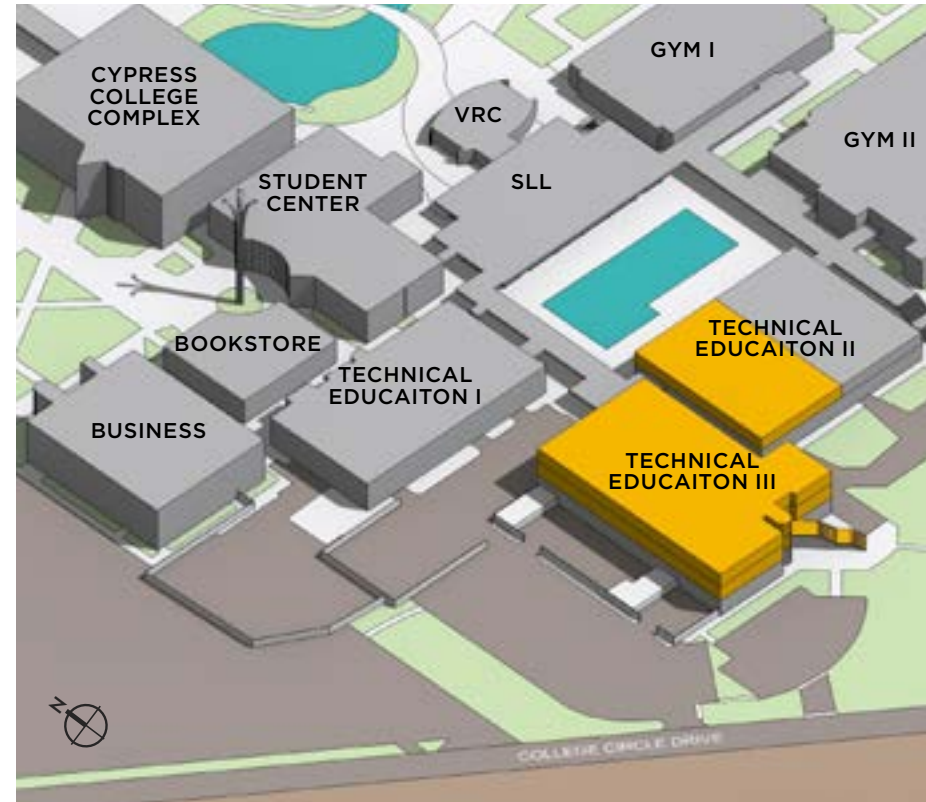 CYPRESS
COLLEGE
COMPLEX
GYM I
VRC
GYM II
STUDENT
CENTER
SLL
BOOKSTORE
TECHNICAL
EDUCAITON II
TECHNICAL
EDUCAITON I
BUSINESS
TECHNICAL
EDUCAITON III
N
COLLEGE CIRCLE DRIVE